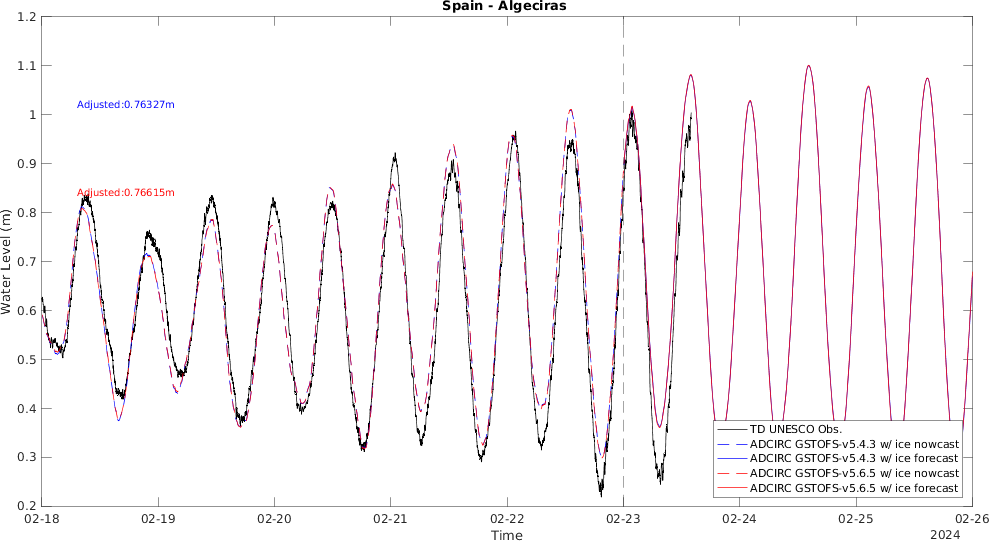 Spain - Algeciras
1.2
1.1
1
0.9
0.8
0.7
0.6
0.5
0.4
0.3
0.2
Water Level (m)
Adjusted:0.76327m
Adjusted:0.76615m
TD UNESCO Obs.
ADCIRC GSTOFS-v5.4.3 w/ ice nowcast
ADCIRC GSTOFS-v5.4.3 w/ ice forecast
ADCIRC GSTOFS-v5.6.5 w/ ice nowcast
ADCIRC GSTOFS-v5.6.5 w/ ice forecast
02-18 02-19 02-20 02-21 02-22 02-23 02-24 02-25 02-26
Time
2024